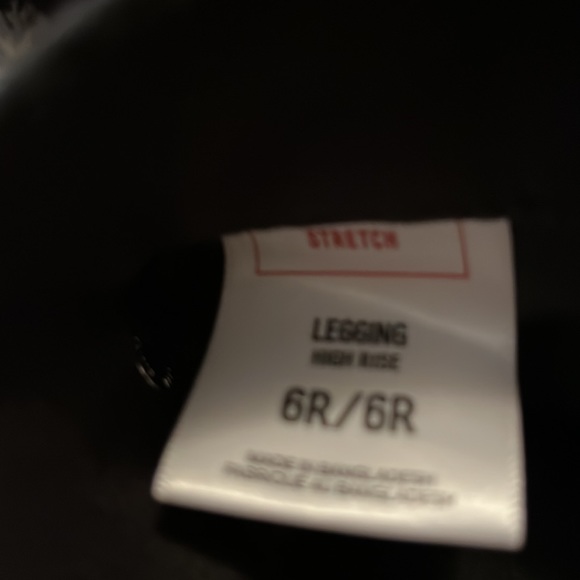 STRETCH
LEGGING
HIGH RISE
6R/6R
MADE IN BANGLADESH
FABRIQUÉ AU BANGLADESH